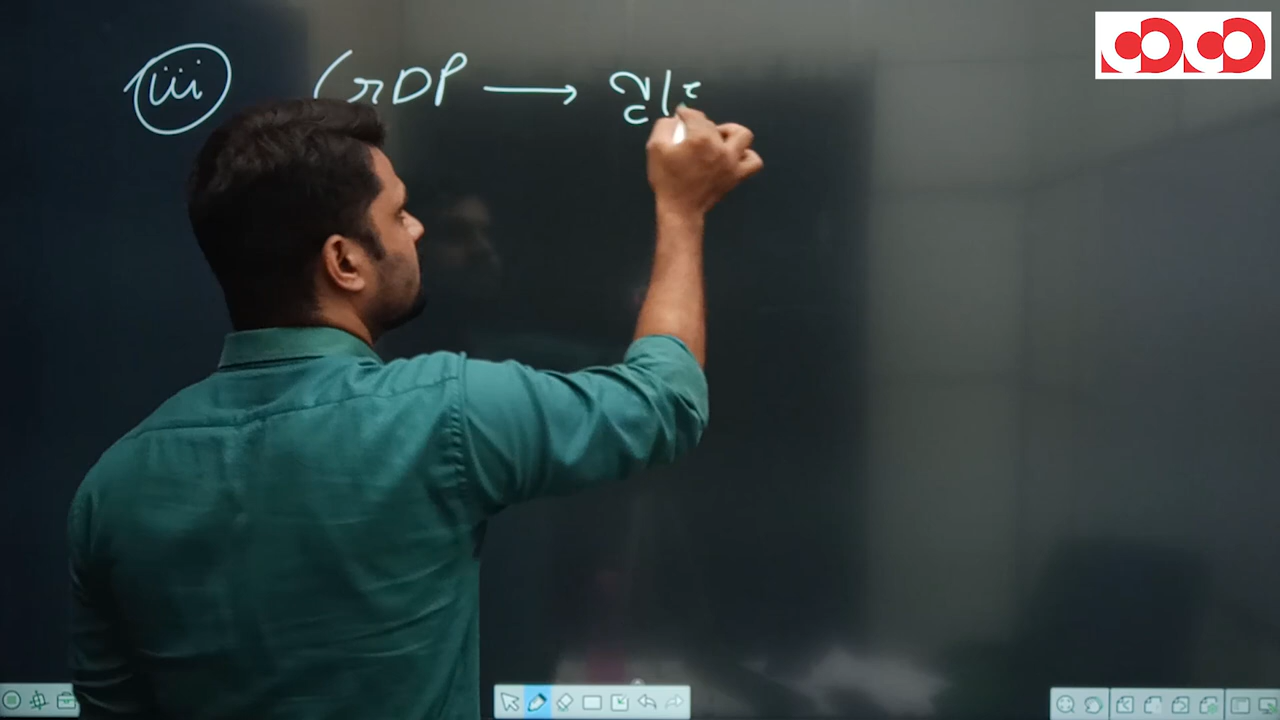 (iii) GDP →